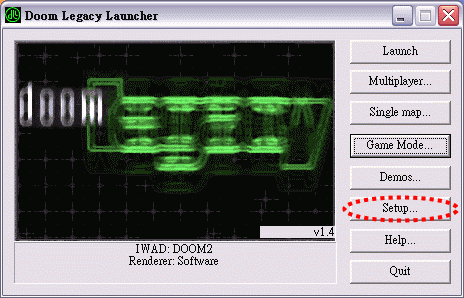 Doom Legacy Launcher
doom
LEGACY
v1.4
IWAD: DOOM2
Renderer: Software
Launch
Multiplayer...
Single map...
Game Mode...
Demos...
Setup...
Help...
Quit